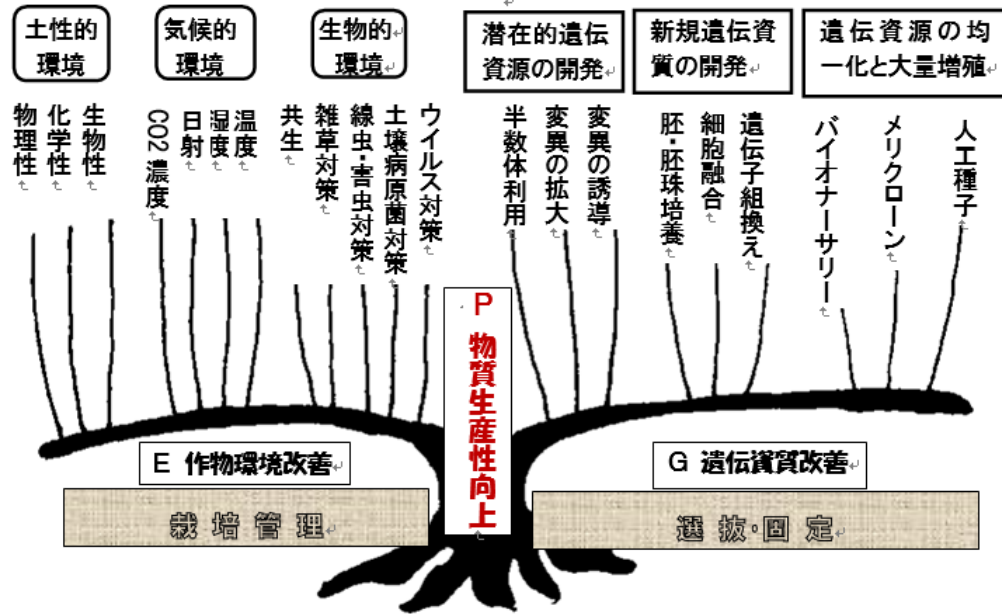 土性的
環境
気候的
環境
生物的
環境
潜在的遺伝
資源の開発
新規遺伝資
質の開発
遺伝資源の均
一化と大量増殖
物理性
化学性
生物性
CO2濃度
日射
湿度
温度
共生
雑草対策
線虫・害虫対策
土壌病原菌対策
ウイルス対策
半数体利用
変異の拡大
変異の誘導
胚・胚珠培養
細胞融合
遺伝子組換え
バイオナーサリー
メリクローン
人工種子
P 物質生産性向上
E 作物環境改善
G 遺伝資質改善
栽培管理
選抜・固定